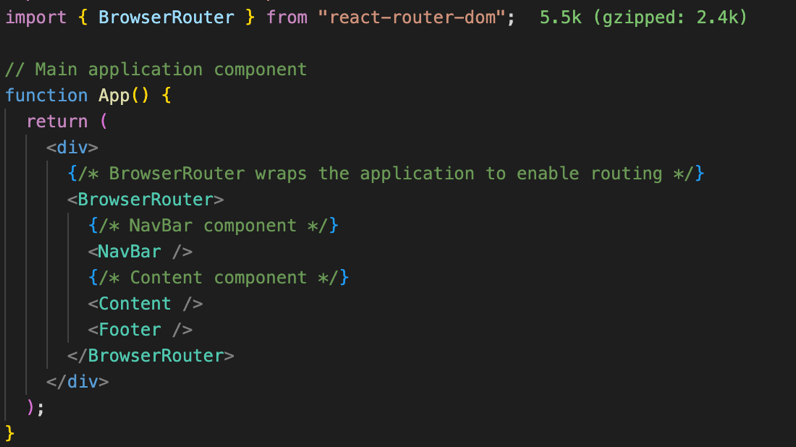 import { BrowserRouter } from "react-router-dom";  5.5k (gzipped: 2.4k)
// Main application component
function App() {
  return (
    <div>
      {/* BrowserRouter wraps the application to enable routing */}
      <BrowserRouter>
        {/* NavBar component */}
        <NavBar />
        {/* Content component */}
        <Content />
        <Footer />
      </BrowserRouter>
    </div>
  );
}